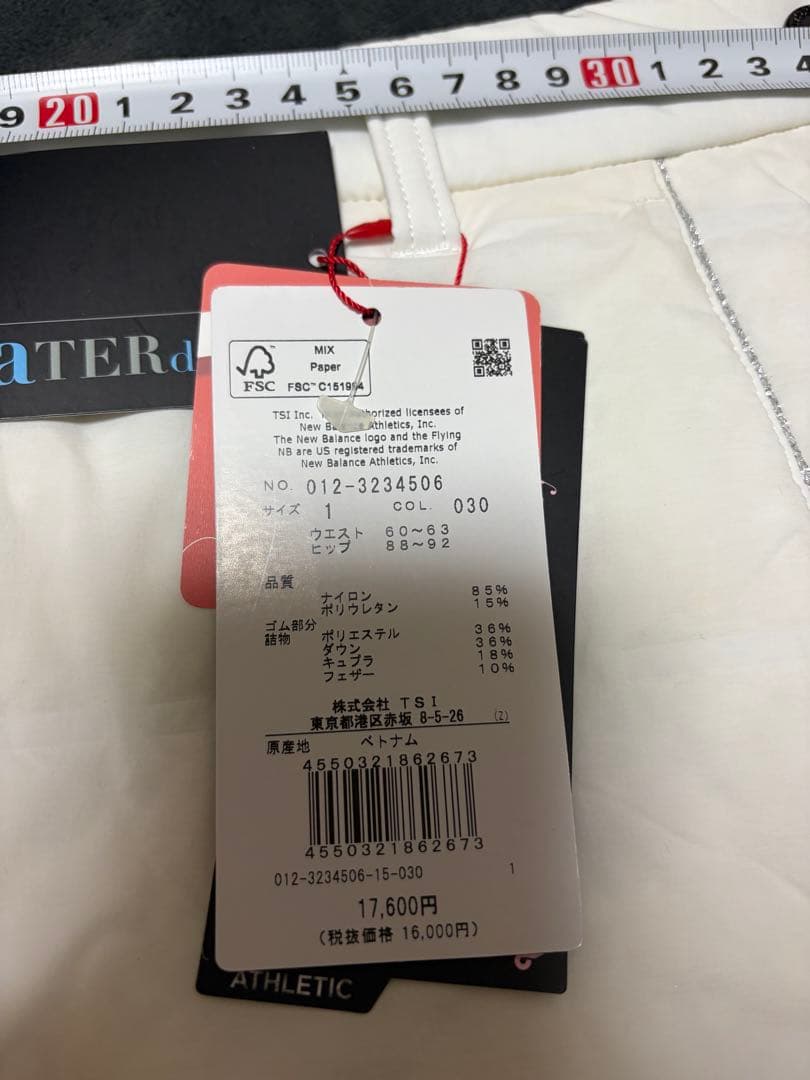 9 20 1 2 3 4 5 6 7 8 9 30 1 2 3 4
aTERd
MIX
Paper
FSC
FSC™ C151994
TSI Inc. authorized licensees of
New Balance Athletics, Inc.
The New Balance logo and the Flying
NB are US registered trademarks of
New Balance Athletics, Inc.
NO. 012-3234506
サイズ 1 COL. 030
ウエスト 60〜63
ヒップ 88〜92
品質
ナイロン 85%
ポリウレタン 15%
ゴム部分
詰物 ポリエステル 36%
ダウン 36%
キュプラ 18%
フェザー 10%
株式会社 TSI
東京都港区赤坂 8-5-26 (Z)
原産地 ベトナム
4550321862673
4550321862673
012-3234506-15-030 1
17,600円
(税抜価格 16,000円)
ATHLETIC